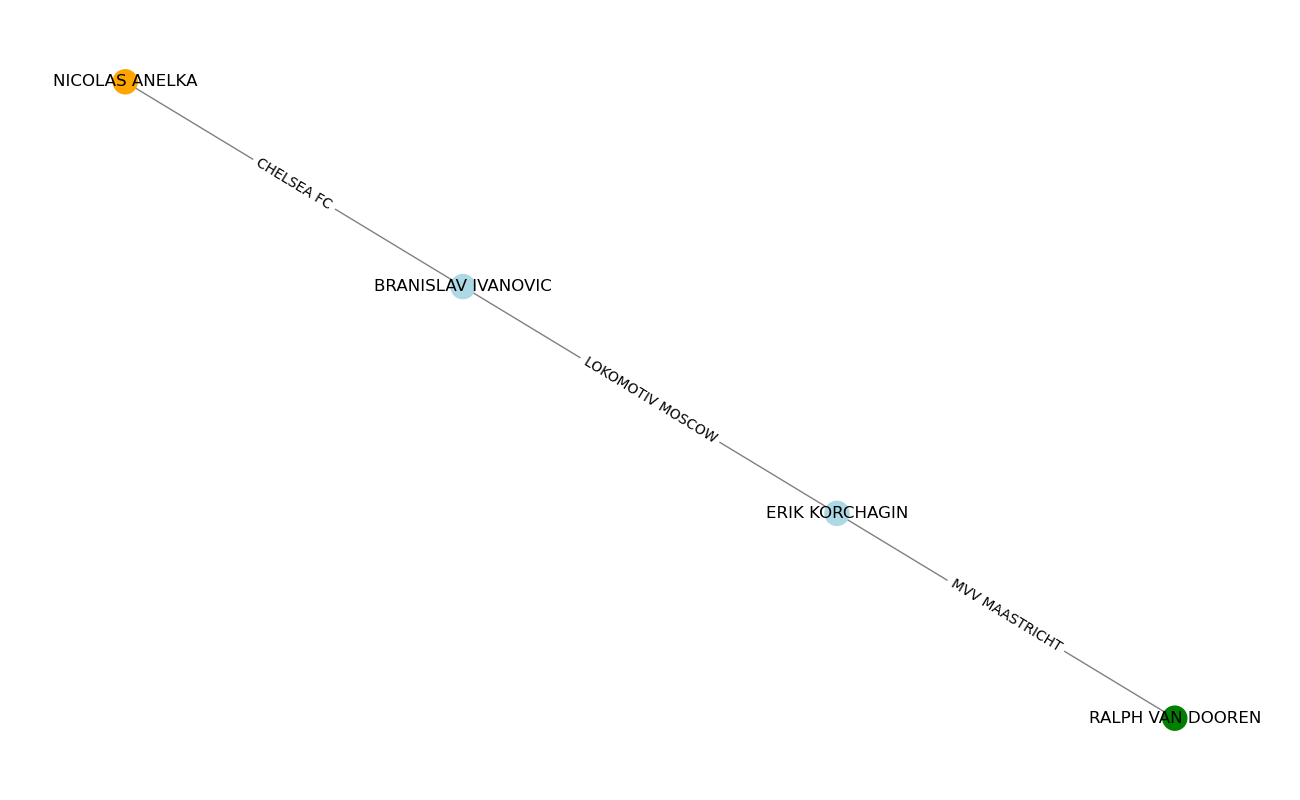 NICOLAS ANELKA
CHELSEA FC
BRANISLAV IVANOVIC
LOKOMOTIV MOSCOW
ERIK KORCHAGIN
MVV MAASTRICHT
RALPH VAN DOOREN